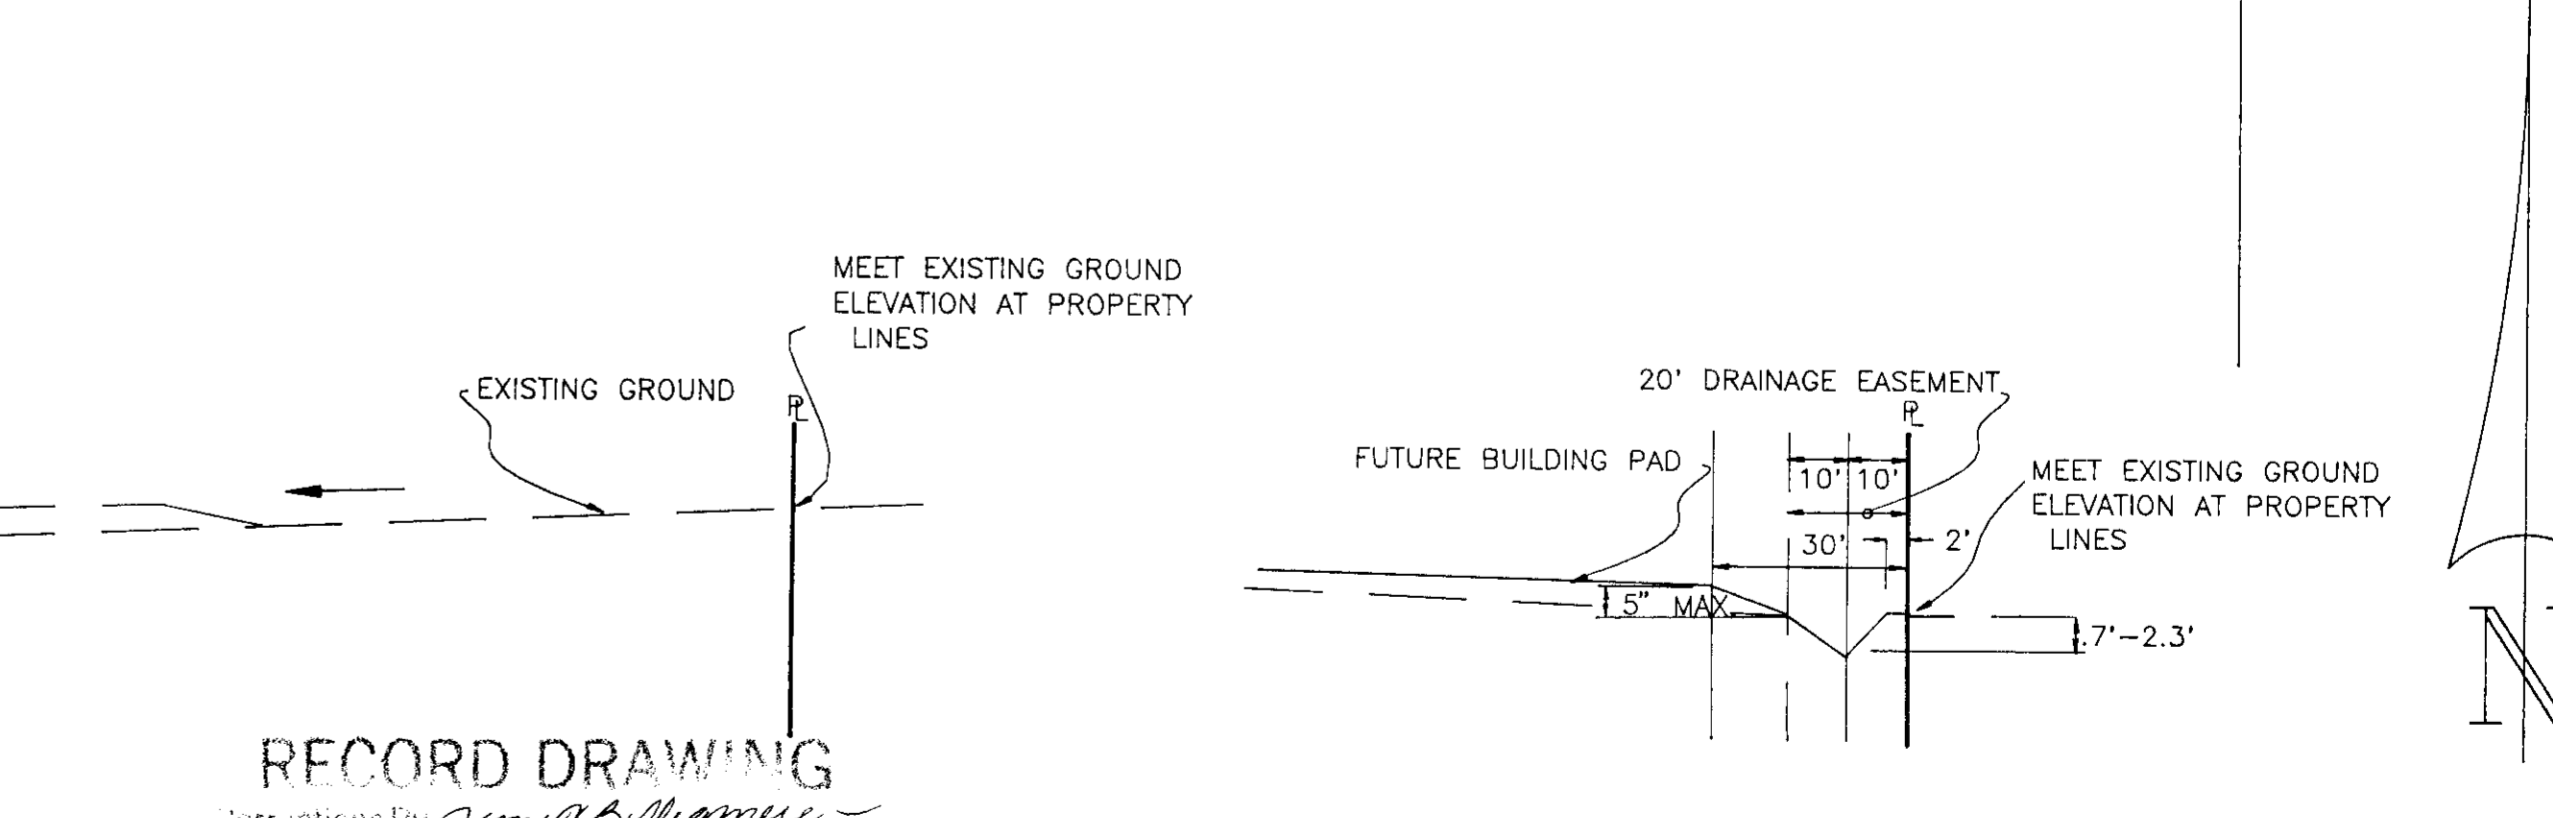 MEET EXISTING GROUND
ELEVATION AT PROPERTY
LINES
EXISTING GROUND
PL
20' DRAINAGE EASEMENT
PL
FUTURE BUILDING PAD
10' 10'
MEET EXISTING GROUND
ELEVATION AT PROPERTY
LINES
30'
2'
5" MAX
.7'-2.3'
N
RECORD DRAWING